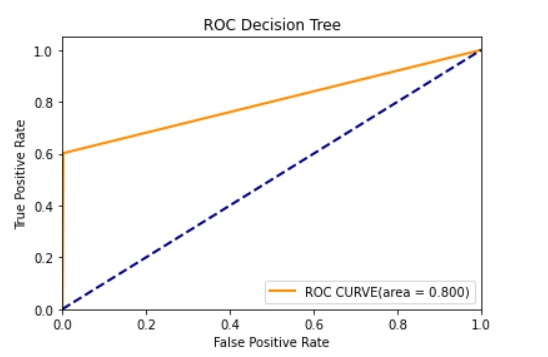 ROC Decision Tree
1.0
0.8
0.6
0.4
0.2
0.0
True Positive Rate
ROC CURVE(area = 0.800)
0.0 0.2 0.4 0.6 0.8 1.0
False Positive Rate